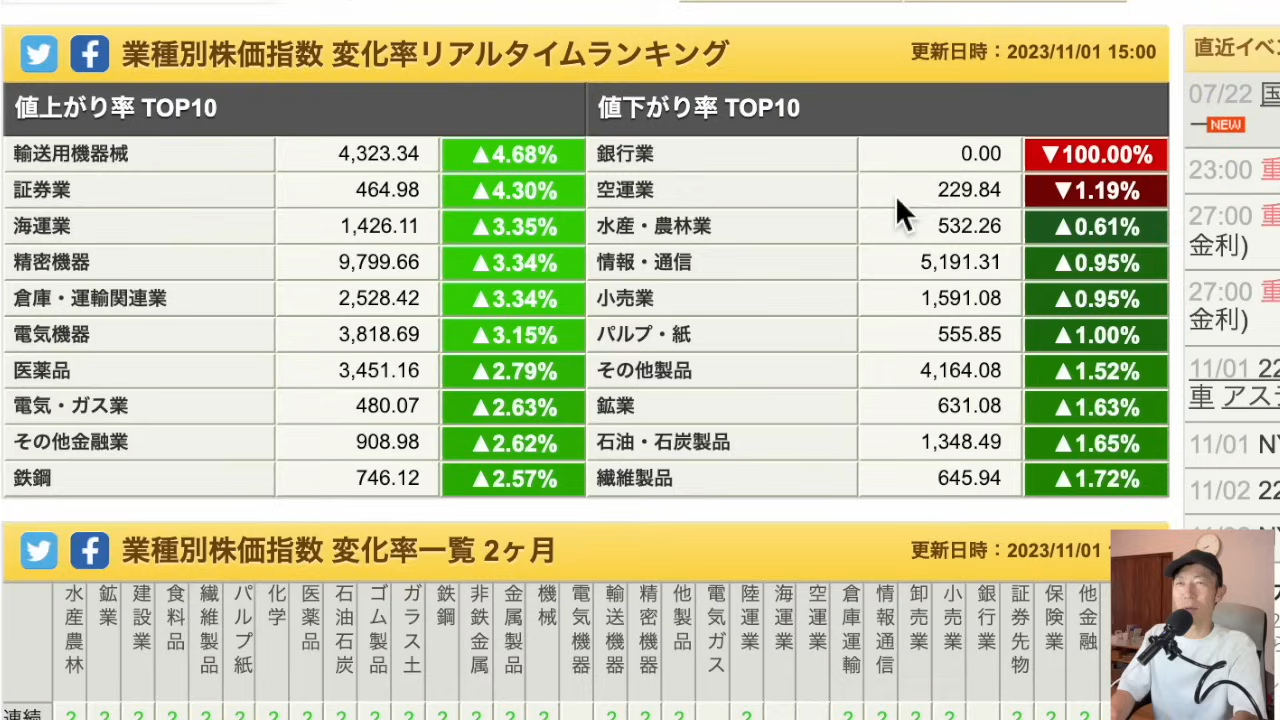 業種別株価指数 変化率リアルタイムランキング 更新日時：2023/11/01 15:00
値上がり率 TOP10 値下がり率 TOP10
輸送用機器械 4,323.34 ▲4.68% 銀行業 0.00 ▼100.00%
証券業 464.98 ▲4.30% 空運業 229.84 ▼1.19%
海運業 1,426.11 ▲3.35% 水産・農林業 532.26 ▲0.61%
精密機器 9,799.66 ▲3.34% 情報・通信 5,191.31 ▲0.95%
倉庫・運輸関連業 2,528.42 ▲3.34% 小売業 1,591.08 ▲0.95%
電気機器 3,818.69 ▲3.15% パルプ・紙 555.85 ▲1.00%
医薬品 3,451.16 ▲2.79% その他製品 4,164.08 ▲1.52%
電気・ガス業 480.07 ▲2.63% 鉱業 631.08 ▲1.63%
その他金融業 908.98 ▲2.62% 石油・石炭製品 1,348.49 ▲1.65%
鉄鋼 746.12 ▲2.57% 繊維製品 645.94 ▲1.72%
業種別株価指数 変化率一覧 2ヶ月 更新日時：2023/11/01
水産農林 鉱業 建設業 食料品 繊維製品 パルプ紙 化学 医薬品 石油石炭 ゴム製品 ガラス土 鉄鋼 非鉄金属 金属製品 機械 電気機器 輸送機器 精密機器 他製品 電気ガス 陸運業 海運業 空運業 倉庫運輸 情報通信 卸売業 小売業 銀行業 証券先物 保険業 他金融
連続
直近イベ
07/22
NEW
23:00 重
27:00 重
金利)
27:00 重
金利)
11/01 22
車 アステ
11/01 NY
11/02 22